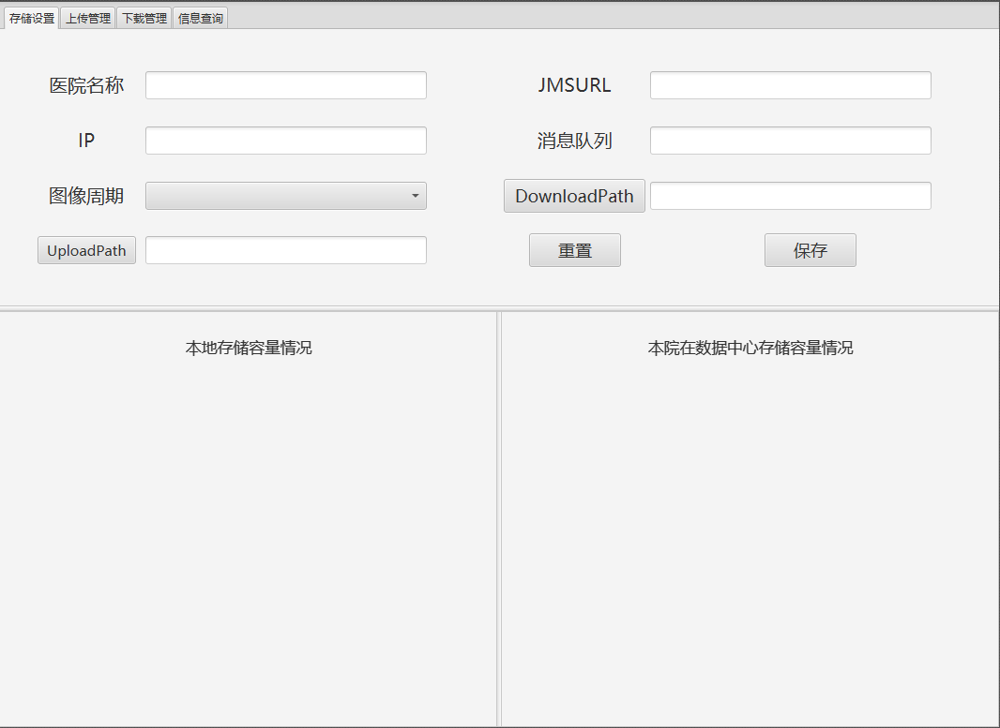 存储设置 上传管理 下载管理 信息查询
医院名称 JMSURL
IP 消息队列
图像周期 DownloadPath
UploadPath 重置 保存
本地存储容量情况 本院在数据中心存储容量情况